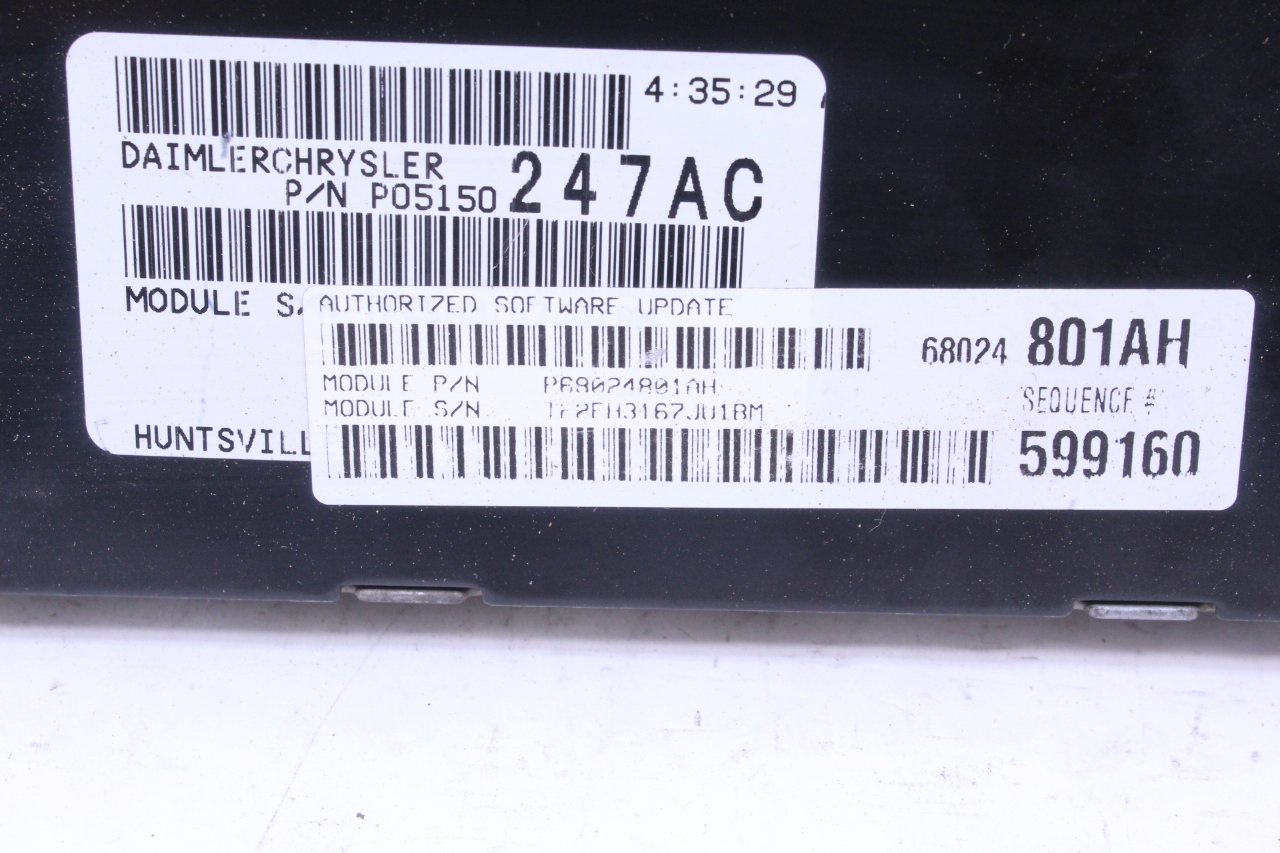 4:35:29
DAIMLERCHRYSLER
P/N P05150 247AC
MODULE S/
HUNTSVILL
AUTHORIZED SOFTWARE UPDATE
68024 801AH
MODULE P/N P68024801AH
MODULE S/N
SEQUENCE #
599160